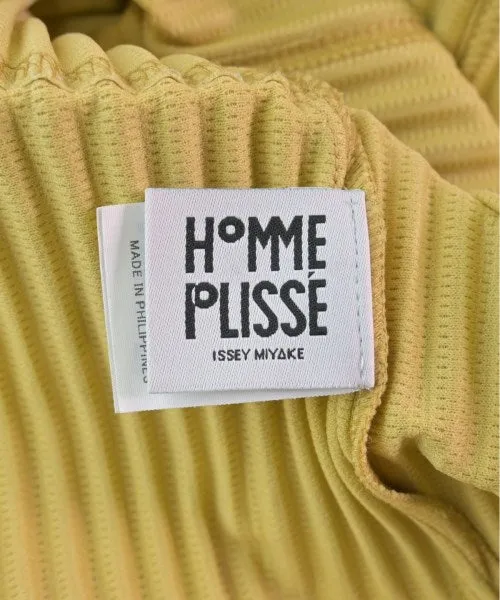 HOMME
PLISSÉ
ISSEY MIYAKE
MADE IN PHILIPPINES